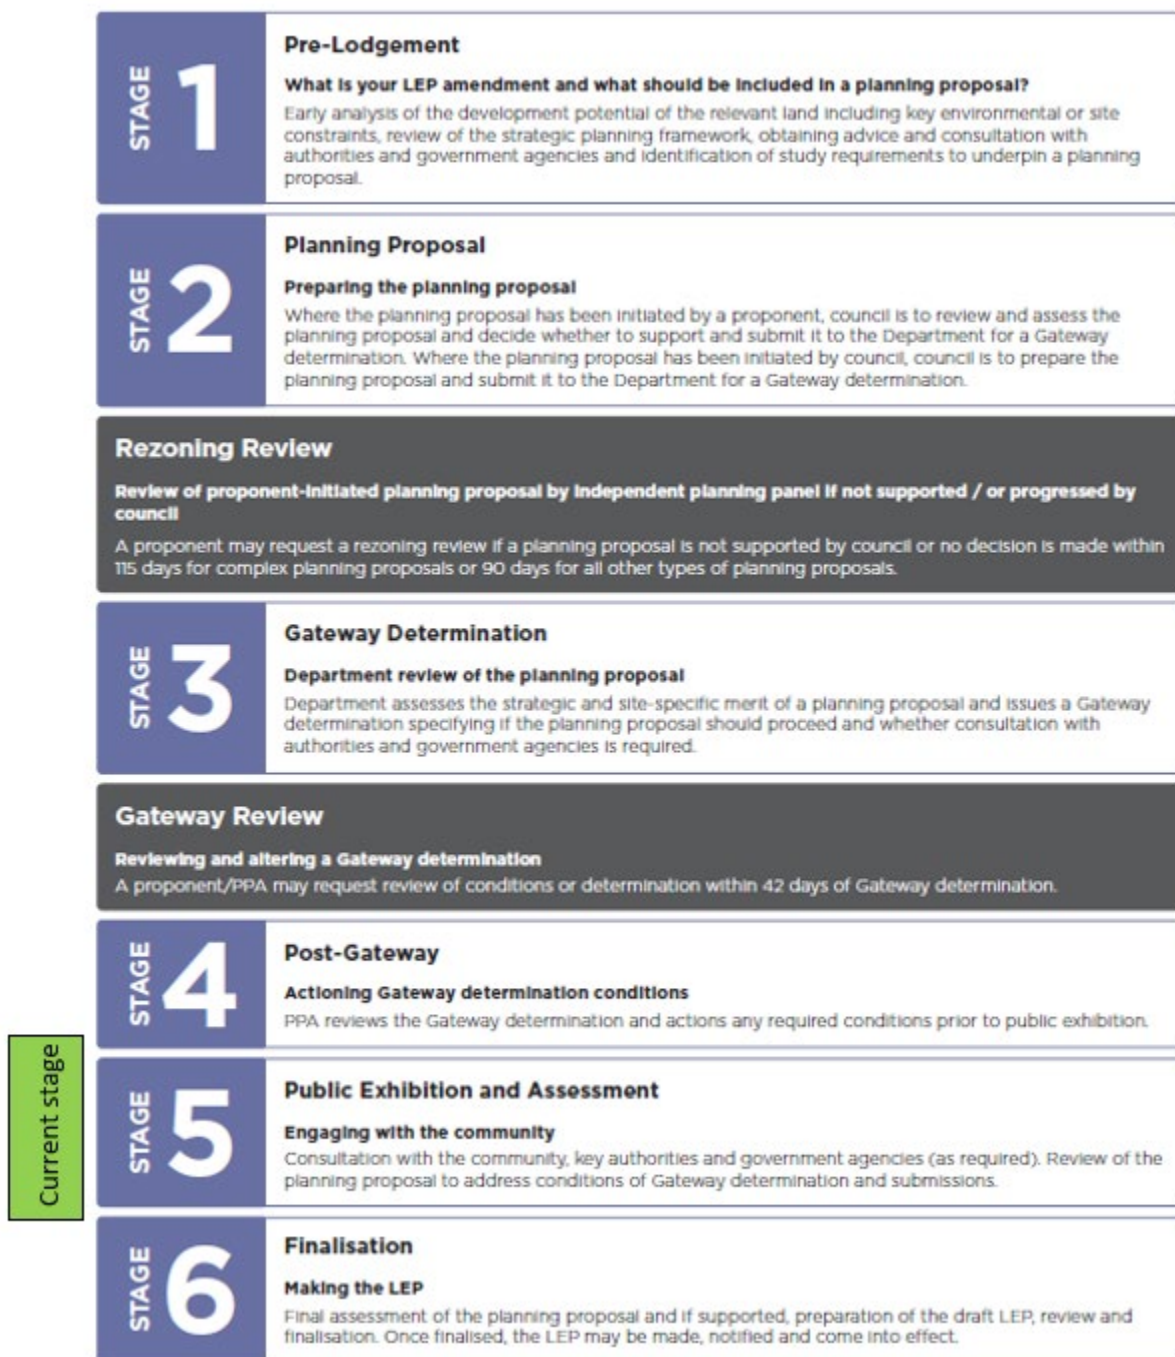 STAGE 1
Pre-Lodgement
What is your LEP amendment and what should be included in a planning proposal?
Early analysis of the development potential of the relevant land including key environmental or site
constraints, review of the strategic planning framework, obtaining advice and consultation with
authorities and government agencies and identification of study requirements to underpin a planning
proposal.
STAGE 2
Planning Proposal
Preparing the planning proposal
Where the planning proposal has been initiated by a proponent, council is to review and assess the
planning proposal and decide whether to support and submit it to the Department for a Gateway
determination. Where the planning proposal has been initiated by council, council is to prepare the
planning proposal and submit it to the Department for a Gateway determination.
Rezoning Review
Review of proponent-initiated planning proposal by independent planning panel if not supported / or progressed by
council
A proponent may request a rezoning review if a planning proposal is not supported by council or no decision is made within
115 days for complex planning proposals or 90 days for all other types of planning proposals.
STAGE 3
Gateway Determination
Department review of the planning proposal
Department assesses the strategic and site-specific merit of a planning proposal and issues a Gateway
determination specifying if the planning proposal should proceed and whether consultation with
authorities and government agencies is required.
Gateway Review
Reviewing and altering a Gateway determination
A proponent/PPA may request review of conditions or determination within 42 days of Gateway determination.
STAGE 4
Post-Gateway
Actioning Gateway determination conditions
PPA reviews the Gateway determination and actions any required conditions prior to public exhibition.
Current stage
STAGE 5
Public Exhibition and Assessment
Engaging with the community
Consultation with the community, key authorities and government agencies (as required). Review of the
planning proposal to address conditions of Gateway determination and submissions.
STAGE 6
Finalisation
Making the LEP
Final assessment of the planning proposal and if supported, preparation of the draft LEP, review and
finalisation. Once finalised, the LEP may be made, notified and come into effect.